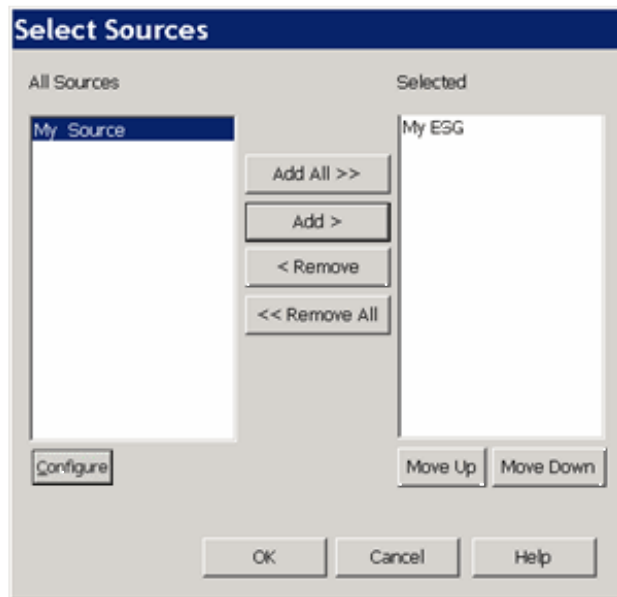 Select Sources
All Sources
Selected
My Source
My ESG
Add All >>
Add >
< Remove
<< Remove All
Configure
Move Up
Move Down
OK
Cancel
Help